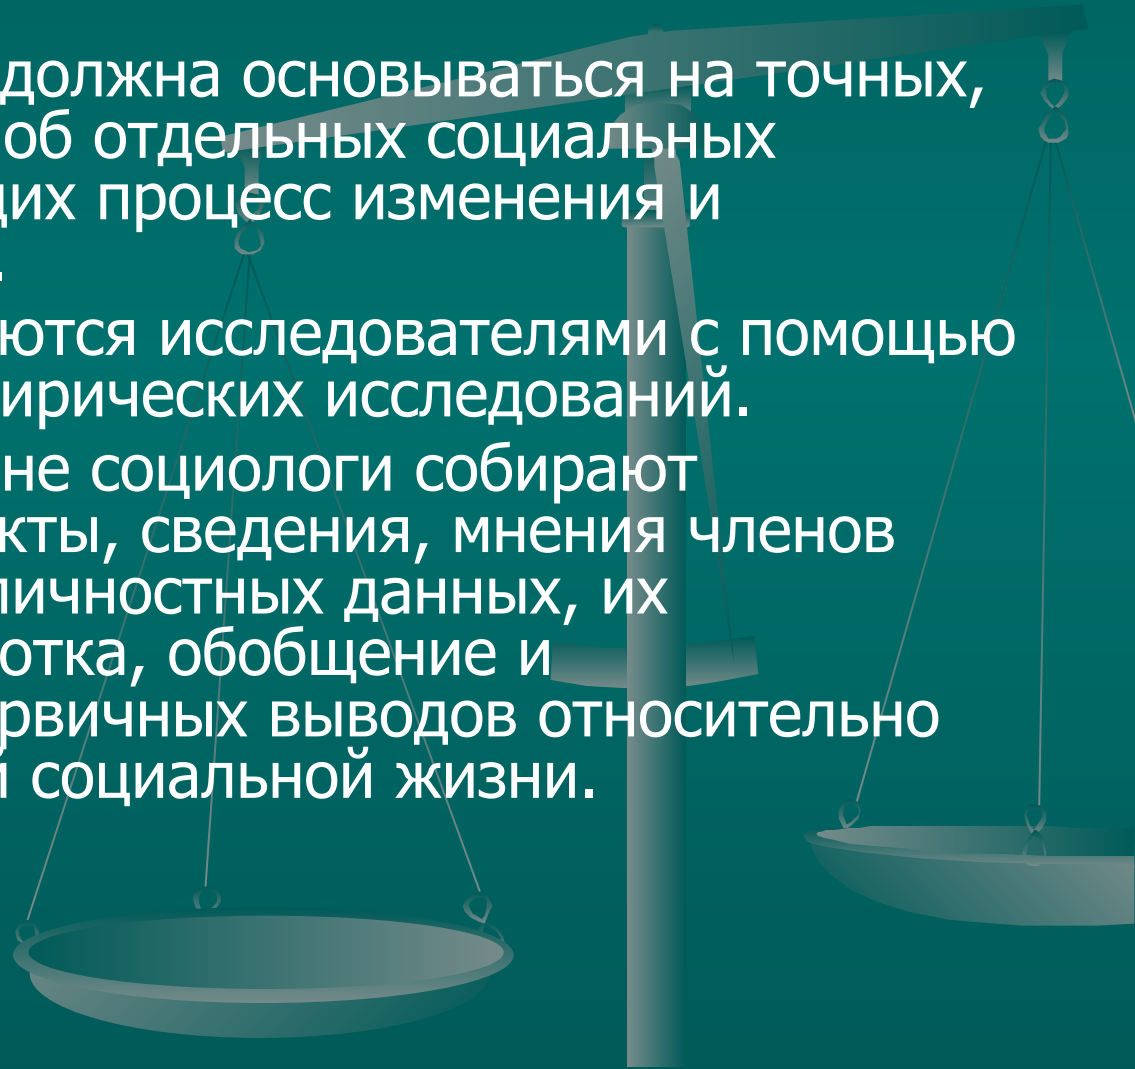 должна основываться на точных,
об отдельных социальных
щих процесс изменения и
.
ются исследователями с помощью
ирических исследований.
не социологи собирают
кты, сведения, мнения членов
личностных данных, их
отка, обобщение и
рвичных выводов относительно
й социальной жизни.